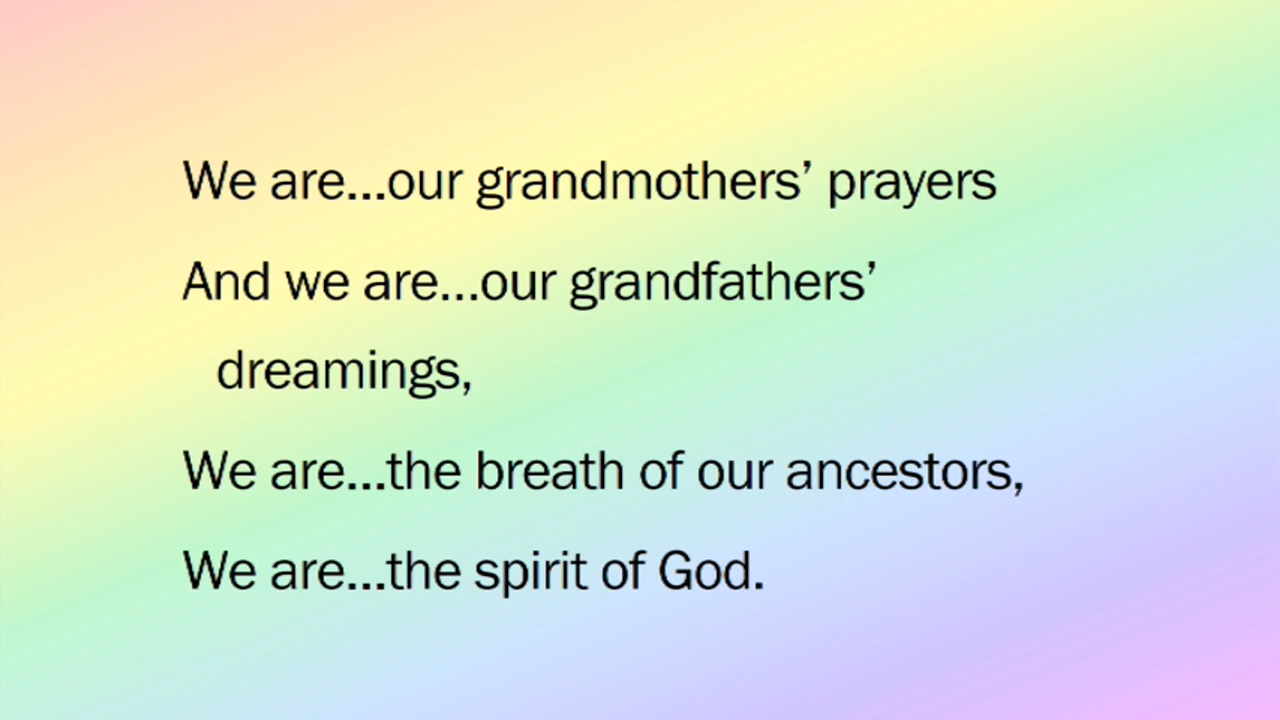 We are...our grandmothers’ prayers
And we are...our grandfathers’
dreamings,
We are...the breath of our ancestors,
We are...the spirit of God.